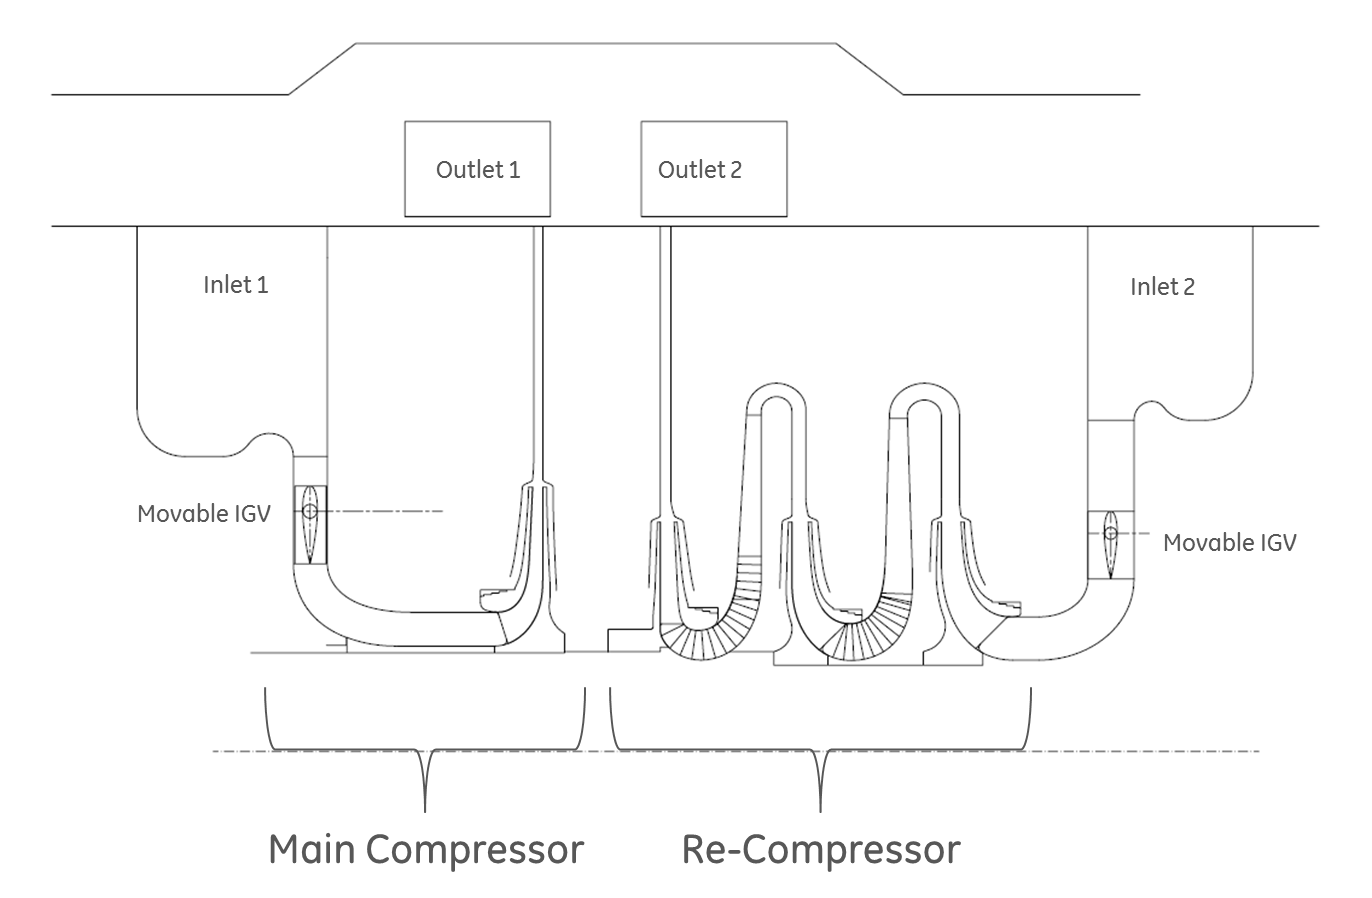 Outlet 1
Outlet 2
Inlet 1
Inlet 2
Movable IGV
Movable IGV
Main Compressor
Re-Compressor